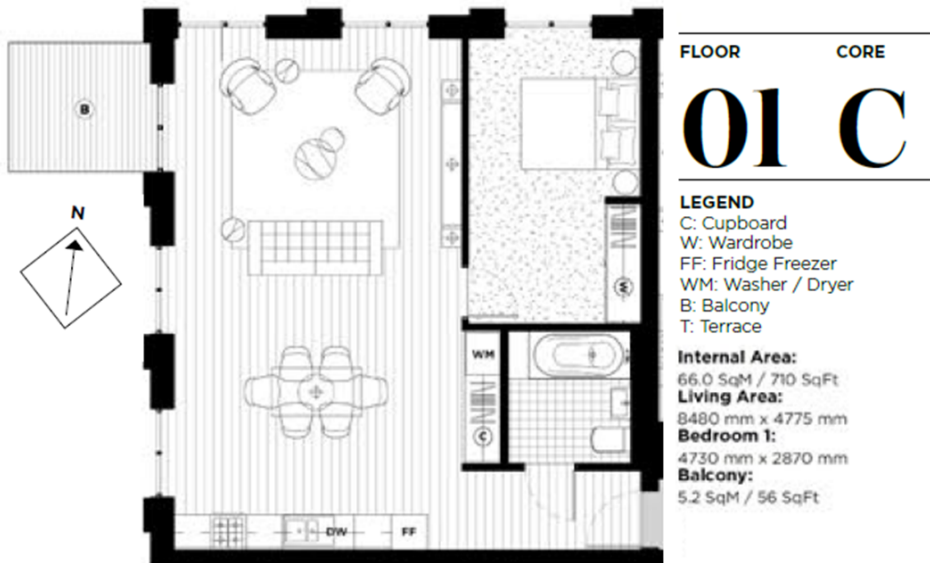 FLOOR CORE
01 C
LEGEND
C: Cupboard
W: Wardrobe
FF: Fridge Freezer
WM: Washer / Dryer
B: Balcony
T: Terrace
Internal Area:
66.0 SqM / 710 SqFt
Living Area:
8480 mm x 4775 mm
Bedroom 1:
4730 mm x 2870 mm
Balcony:
5.2 SqM / 56 SqFt
B
N
W
WM
C
DW
FF